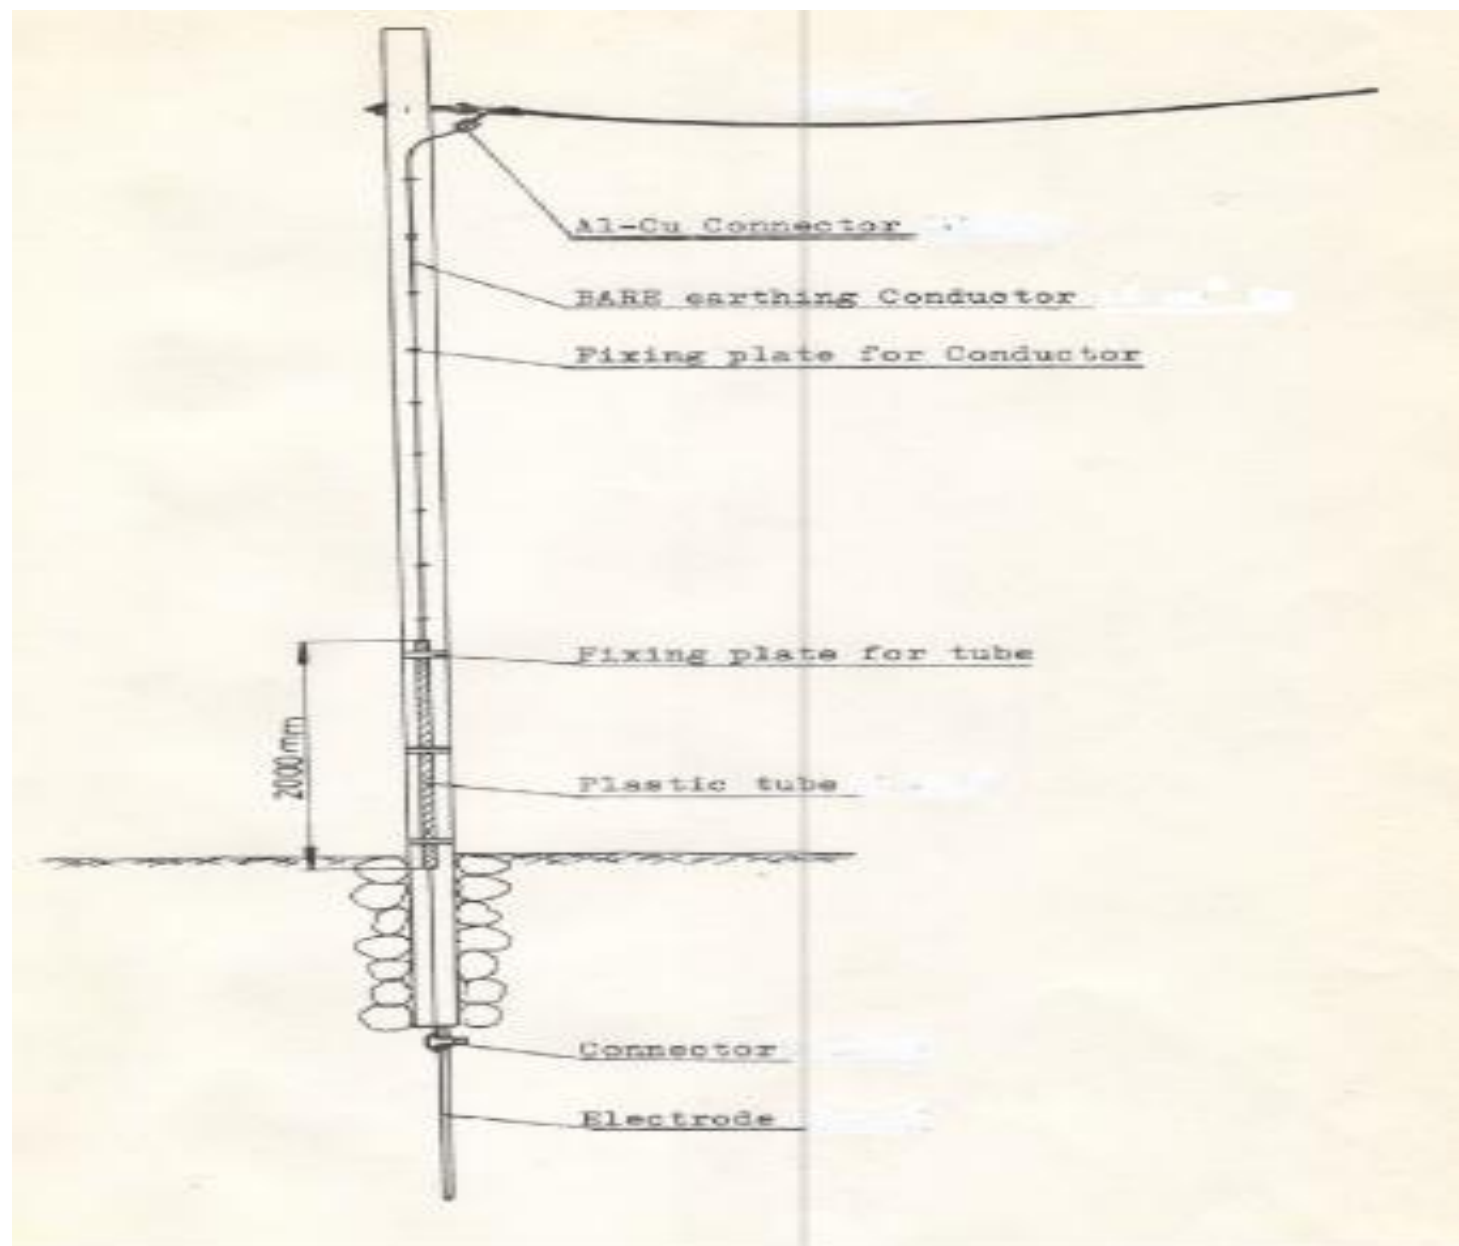 Al-Cu Connector
BARE earthing Conductor
Fixing plate for Conductor
Fixing plate for tube
2000mm
Plastic tube
Connector
Electrode